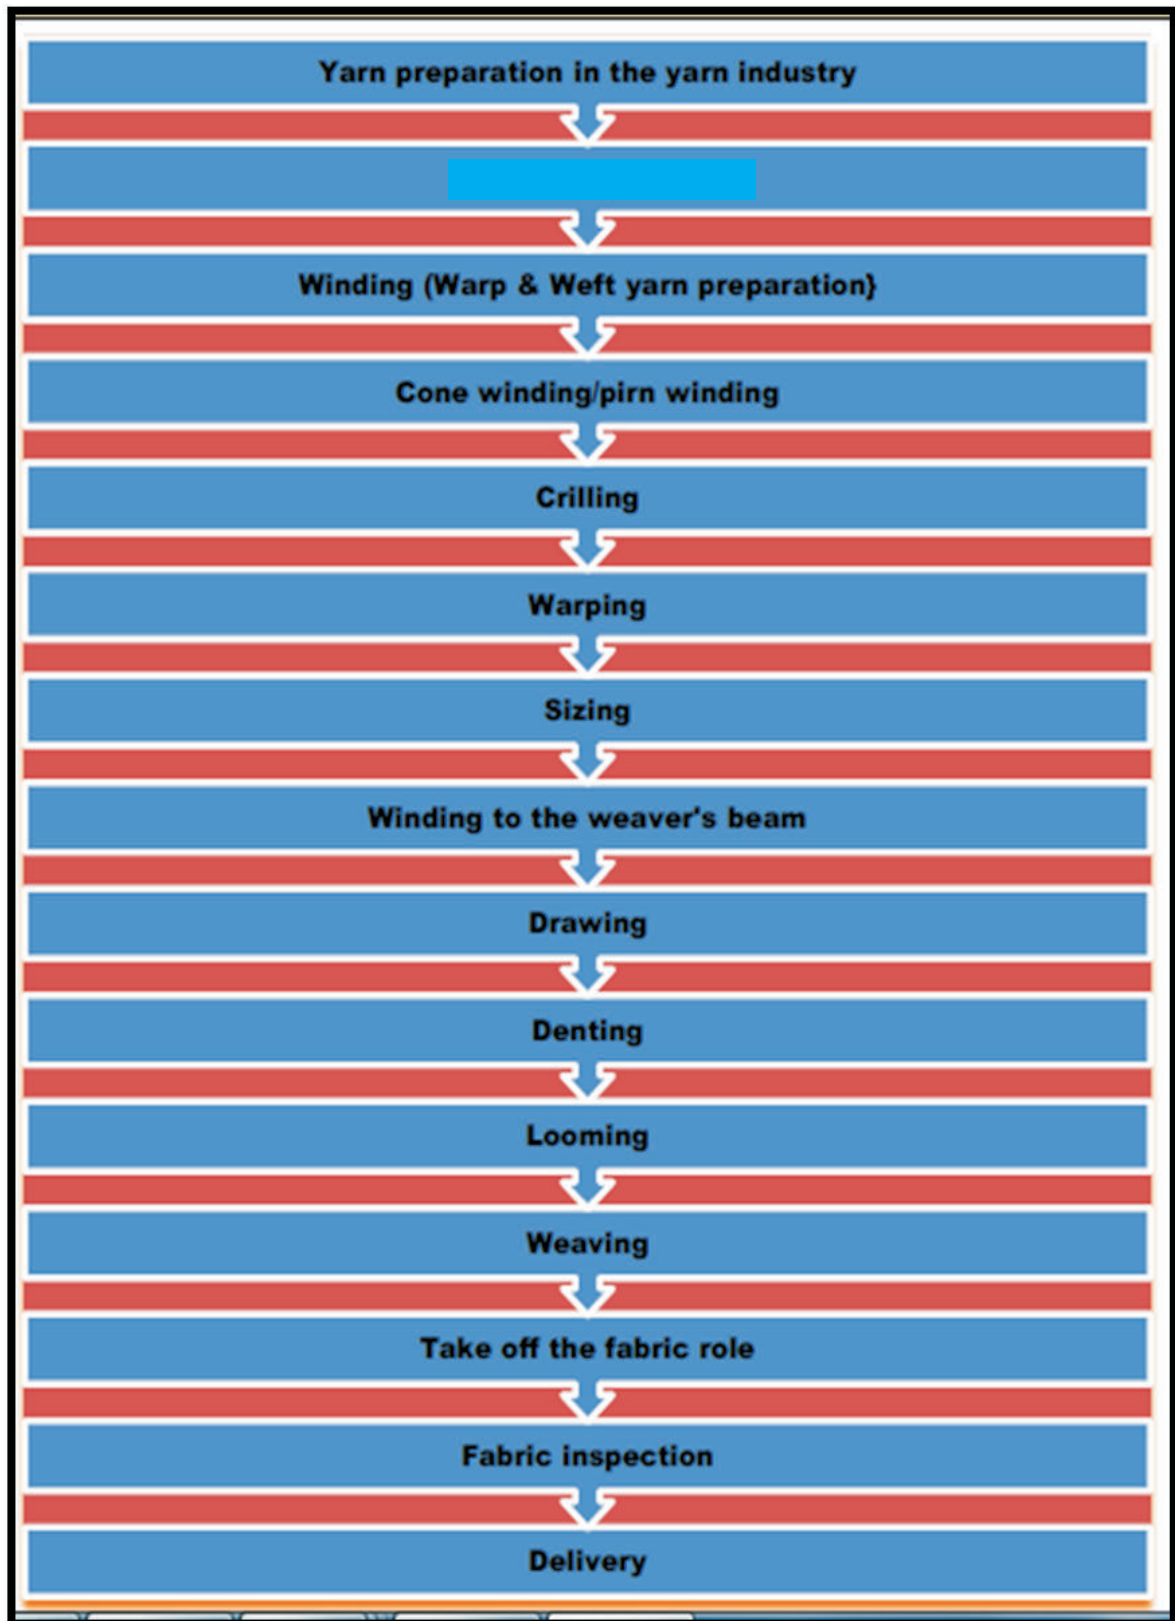 Yarn preparation in the yarn industry
Winding (Warp & Weft yarn preparation}
Cone winding/pirn winding
Crilling
Warping
Sizing
Winding to the weaver's beam
Drawing
Denting
Looming
Weaving
Take off the fabric role
Fabric inspection
Delivery